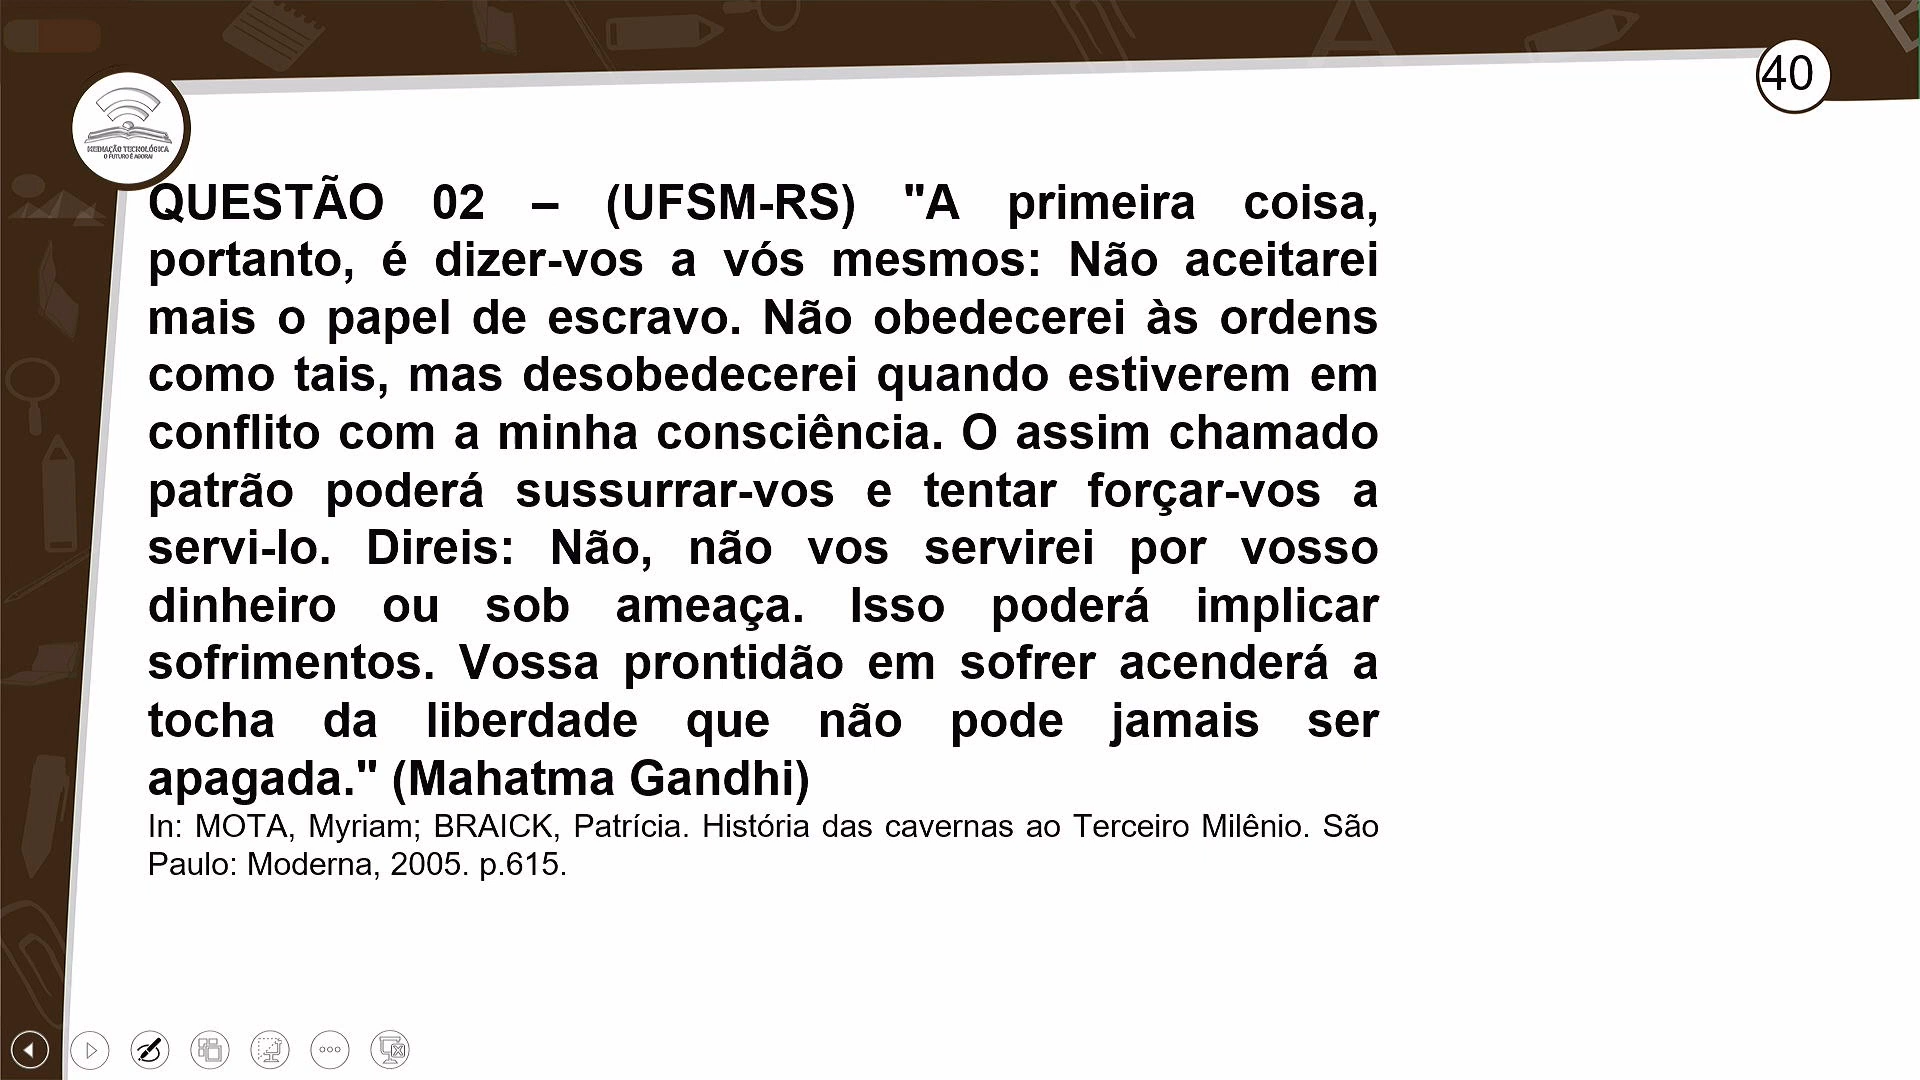 40
MEDIAÇÃO TECNOLÓGICA
O FUTURO É AGORA!
QUESTÃO 02 – (UFSM-RS) "A primeira coisa,
portanto, é dizer-vos a vós mesmos: Não aceitarei
mais o papel de escravo. Não obedecerei às ordens
como tais, mas desobedecerei quando estiverem em
conflito com a minha consciência. O assim chamado
patrão poderá sussurrar-vos e tentar forçar-vos a
servi-lo. Direis: Não, não vos servirei por vosso
dinheiro ou sob ameaça. Isso poderá implicar
sofrimentos. Vossa prontidão em sofrer acenderá a
tocha da liberdade que não pode jamais ser
apagada." (Mahatma Gandhi)
In: MOTA, Myriam; BRAICK, Patrícia. História das cavernas ao Terceiro Milênio. São
Paulo: Moderna, 2005. p.615.